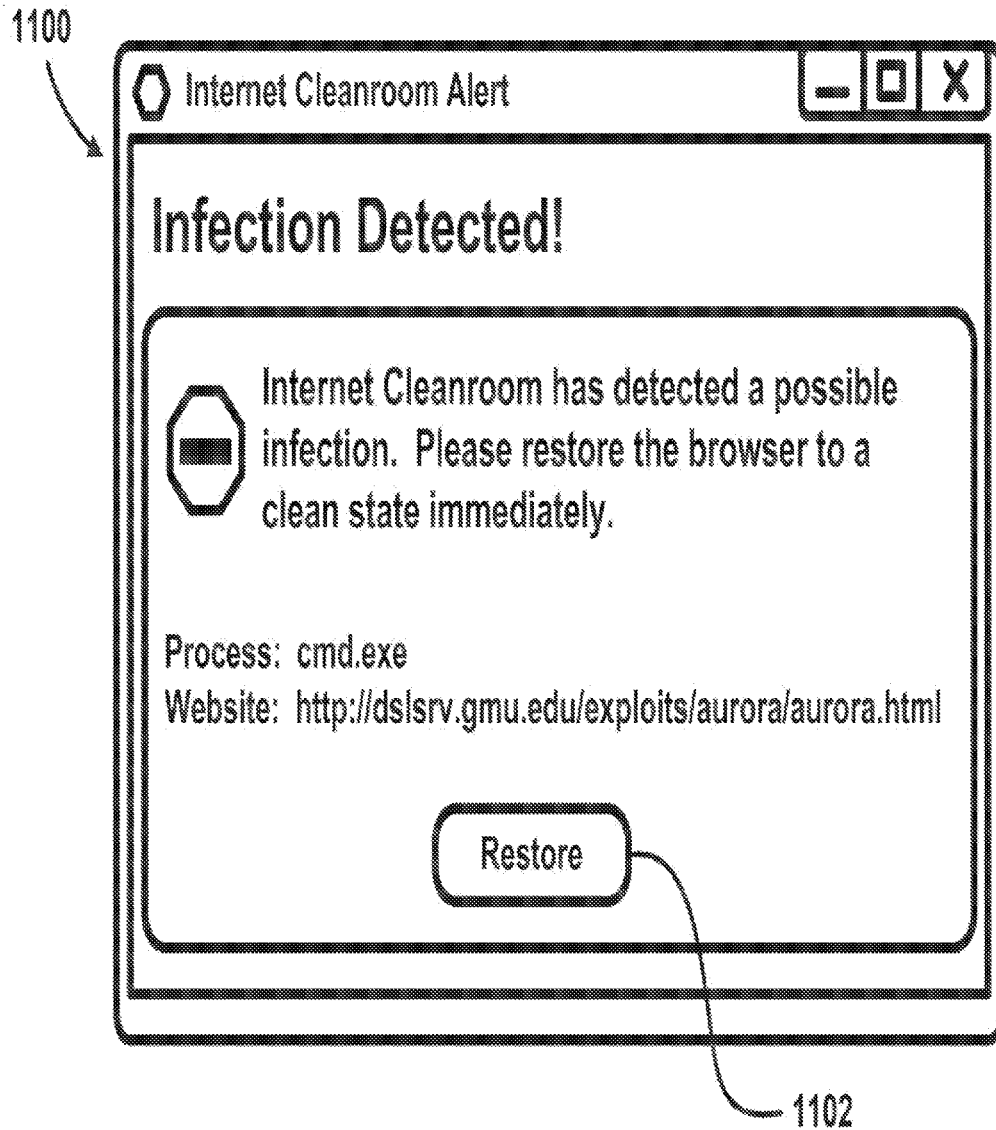 1100
Internet Cleanroom Alert
Infection Detected!
Internet Cleanroom has detected a possible
infection. Please restore the browser to a
clean state immediately.
Process: cmd.exe
Website: http://dslsrv.gmu.edu/exploits/aurora/aurora.html
Restore
1102